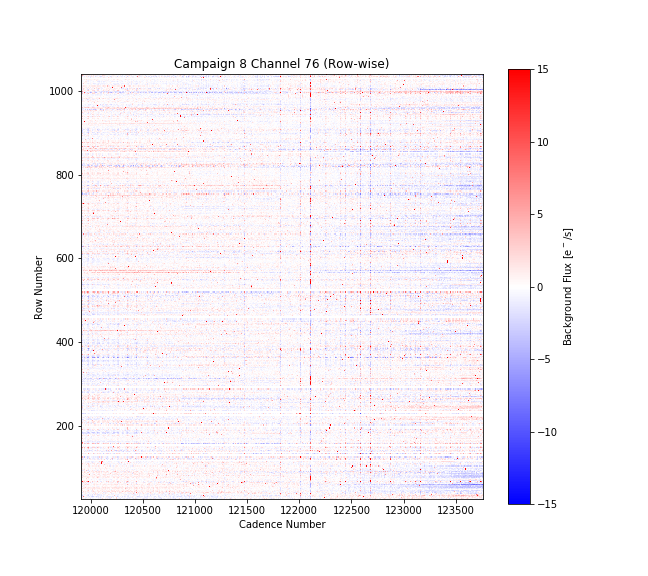 Campaign 8 Channel 76 (Row-wise)
1000
800
600
400
200
Row Number
120000 120500 121000 121500 122000 122500 123000 123500
Cadence Number
15
10
5
0
−5
−10
−15
Background Flux [e⁻/s]